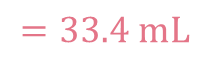 = 33.4 mL